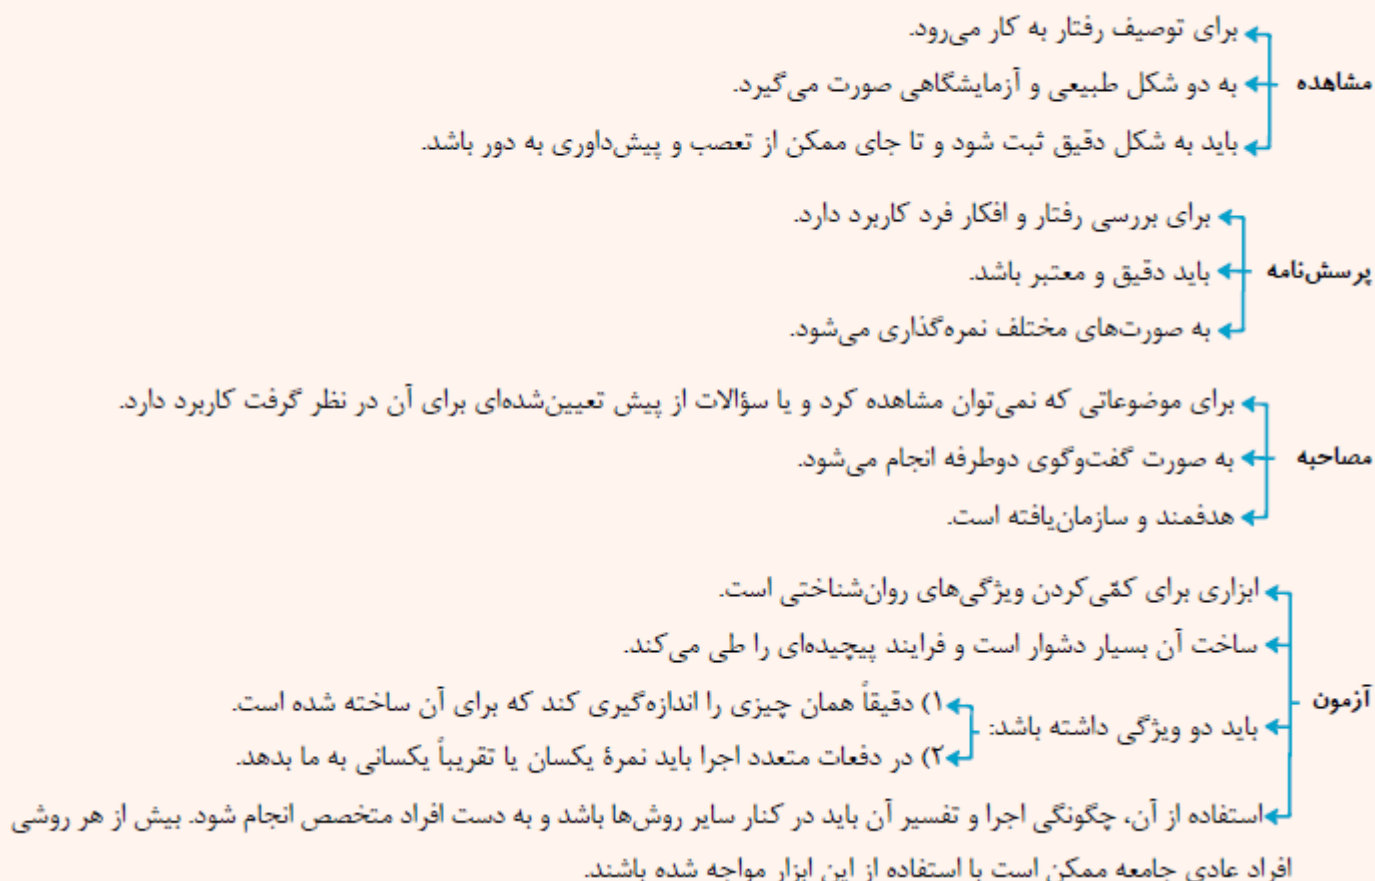 مشاهده
برای توصیف رفتار به کار می‌رود.
به دو شکل طبیعی و آزمایشگاهی صورت می‌گیرد.
باید به شکل دقیق ثبت شود و تا جای ممکن از تعصب و پیش‌داوری به دور باشد.
پرسش‌نامه
برای بررسی رفتار و افکار فرد کاربرد دارد.
باید دقیق و معتبر باشد.
به صورت‌های مختلف نمره‌گذاری می‌شود.
مصاحبه
برای موضوعاتی که نمی‌توان مشاهده کرد و یا سؤالات از پیش تعیین‌شده‌ای برای آن در نظر گرفت کاربرد دارد.
به صورت گفت‌وگوی دوطرفه انجام می‌شود.
هدفمند و سازمان‌یافته است.
آزمون
ابزاری برای کمّی‌کردن ویژگی‌های روان‌شناختی است.
ساخت آن بسیار دشوار است و فرایند پیچیده‌ای را طی می‌کند.
باید دو ویژگی داشته باشد:
۱) دقیقاً همان چیزی را اندازه‌گیری کند که برای آن ساخته شده است.
۲) در دفعات متعدد اجرا باید نمرهٔ یکسان یا تقریباً یکسانی به ما بدهد.
استفاده از آن، چگونگی اجرا و تفسیر آن باید در کنار سایر روش‌ها باشد و به دست افراد متخصص انجام شود. بیش از هر روشی
افراد عادی جامعه ممکن است با استفاده از این ابزار مواجه شده باشند.